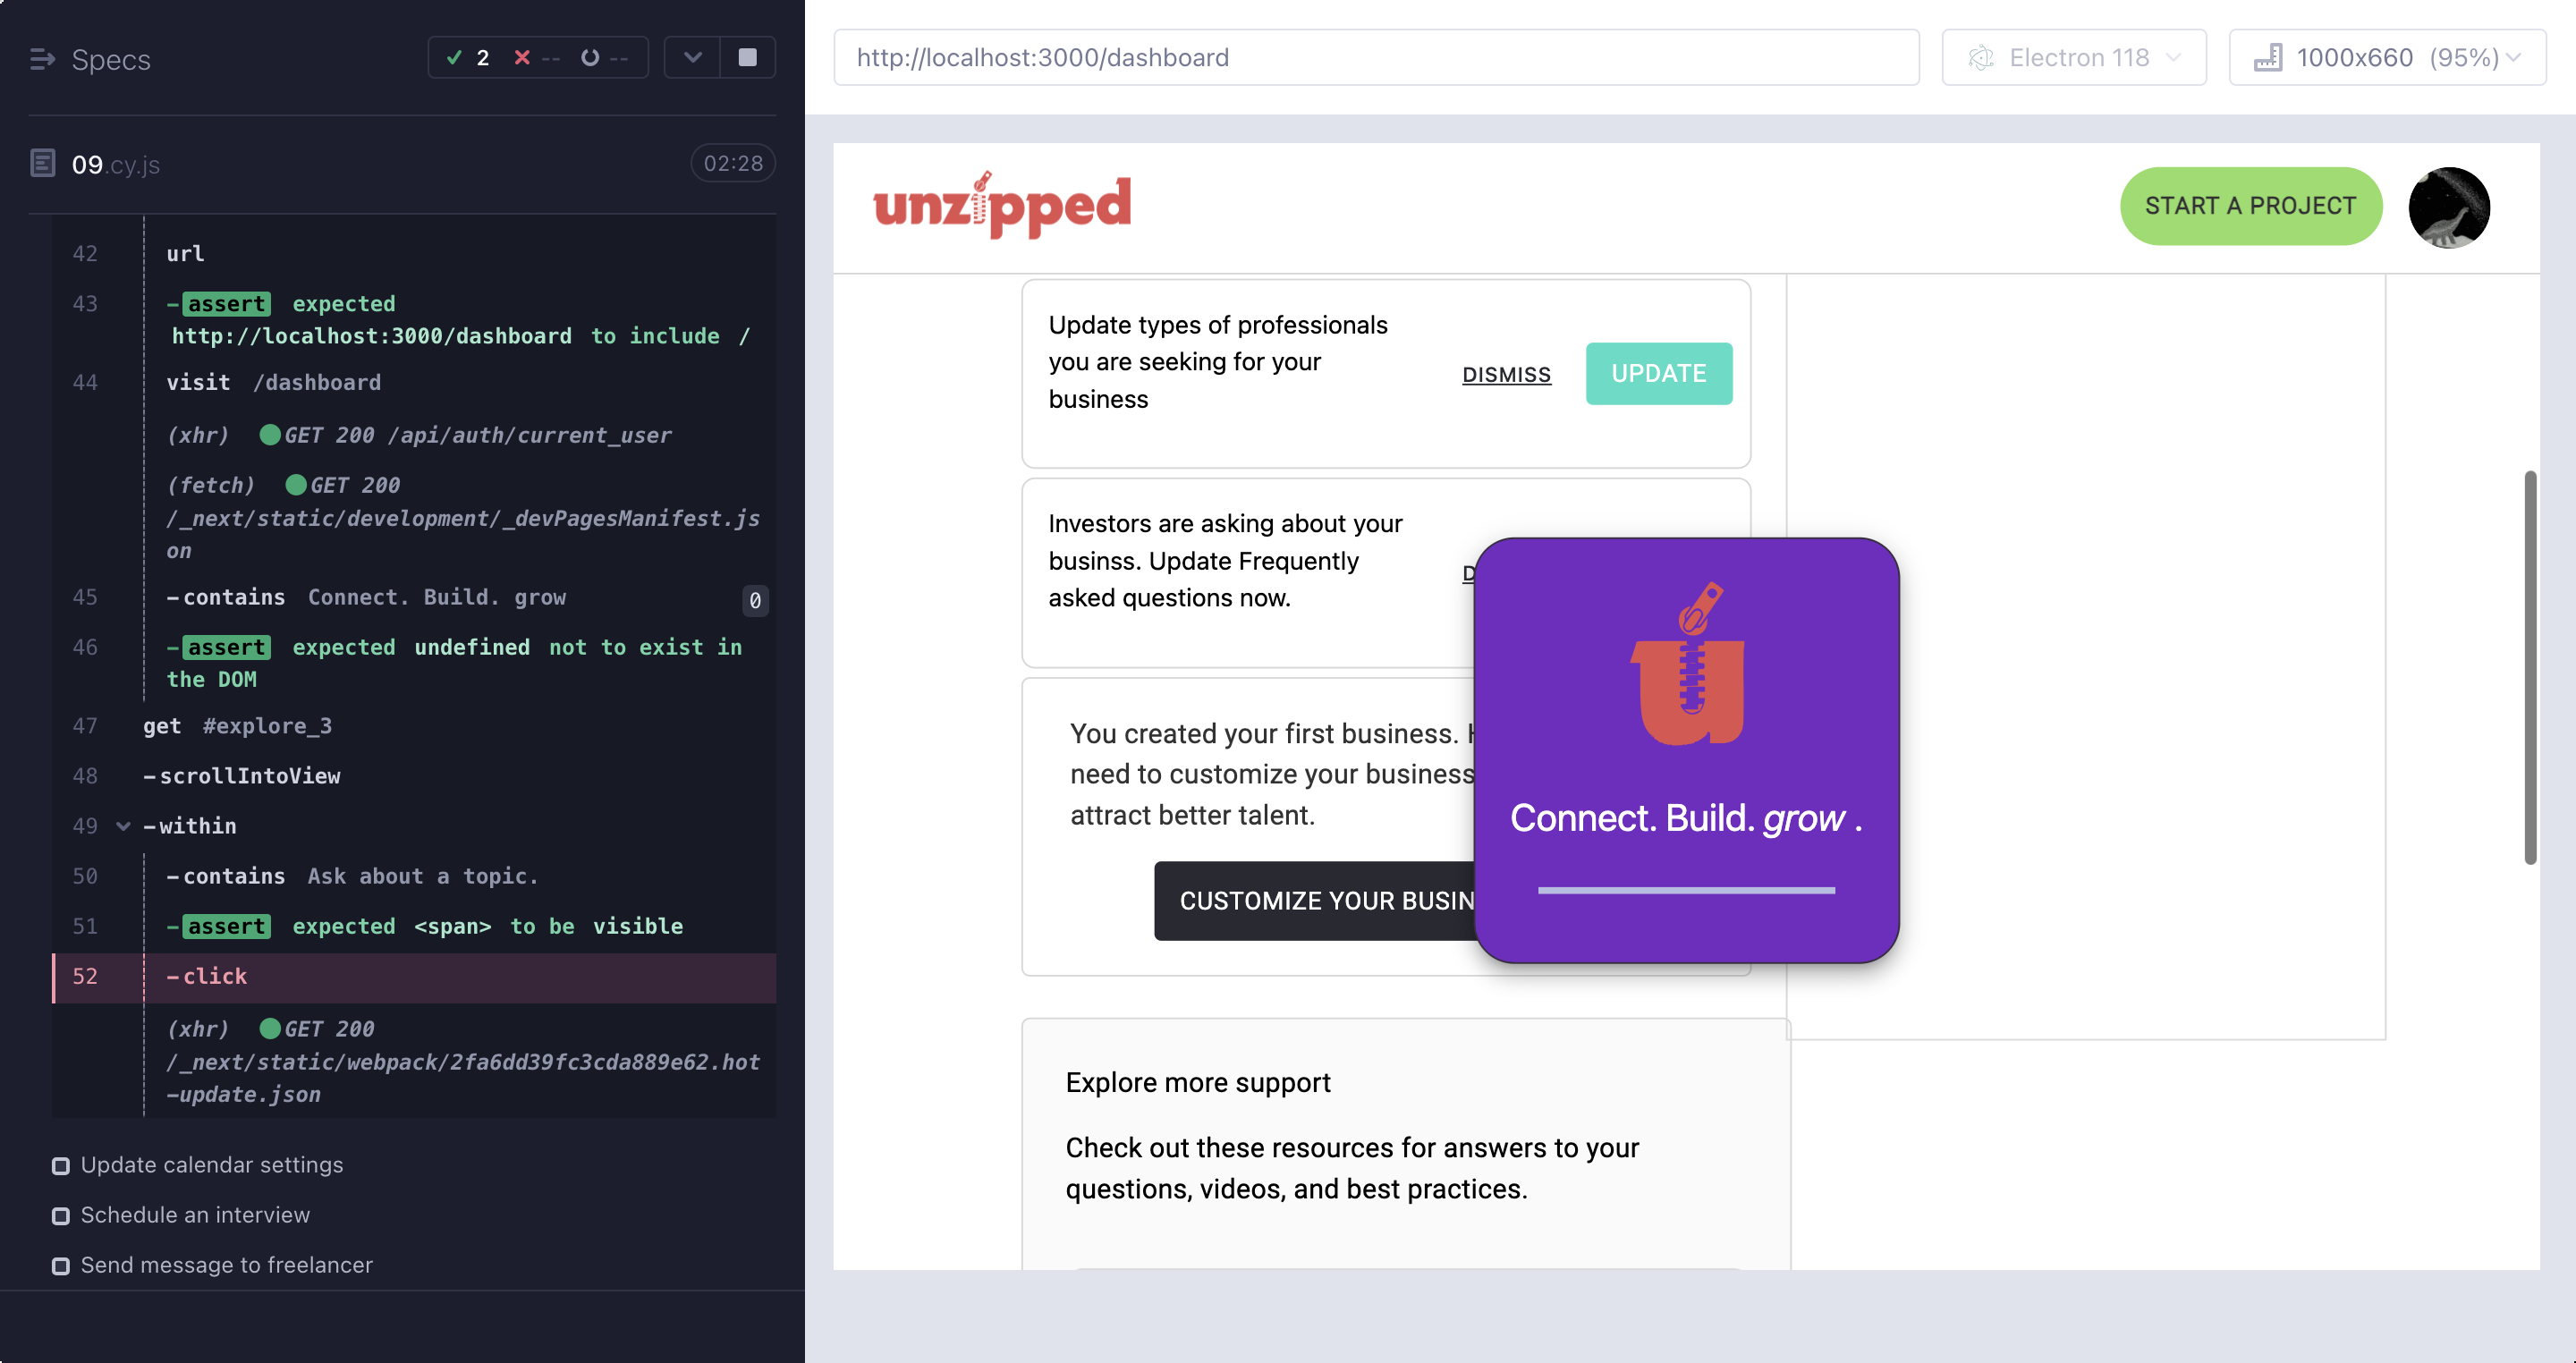 Specs
2 -- --
09.cy.js 02:28
42 url
43 -assert expected
http://localhost:3000/dashboard to include /
44 visit /dashboard
(xhr) GET 200 /api/auth/current_user
(fetch) GET 200
/_next/static/development/_devPagesManifest.js
on
45 -contains Connect. Build. grow 0
46 -assert expected undefined not to exist in
the DOM
47 get #explore_3
48 -scrollIntoView
49 -within
50 -contains Ask about a topic.
51 -assert expected <span> to be visible
52 -click
(xhr) GET 200
/_next/static/webpack/2fa6dd39fc3cda889e62.hot
-update.json
Update calendar settings
Schedule an interview
Send message to freelancer
http://localhost:3000/dashboard
Electron 118
1000x660 (95%)
unzipped
START A PROJECT
Update types of professionals
you are seeking for your
business
DISMISS
UPDATE
Investors are asking about your
businss. Update Frequently
asked questions now.
You created your first business.
need to customize your business
attract better talent.
CUSTOMIZE YOUR BUSIN
Connect. Build. grow .
Explore more support
Check out these resources for answers to your
questions, videos, and best practices.